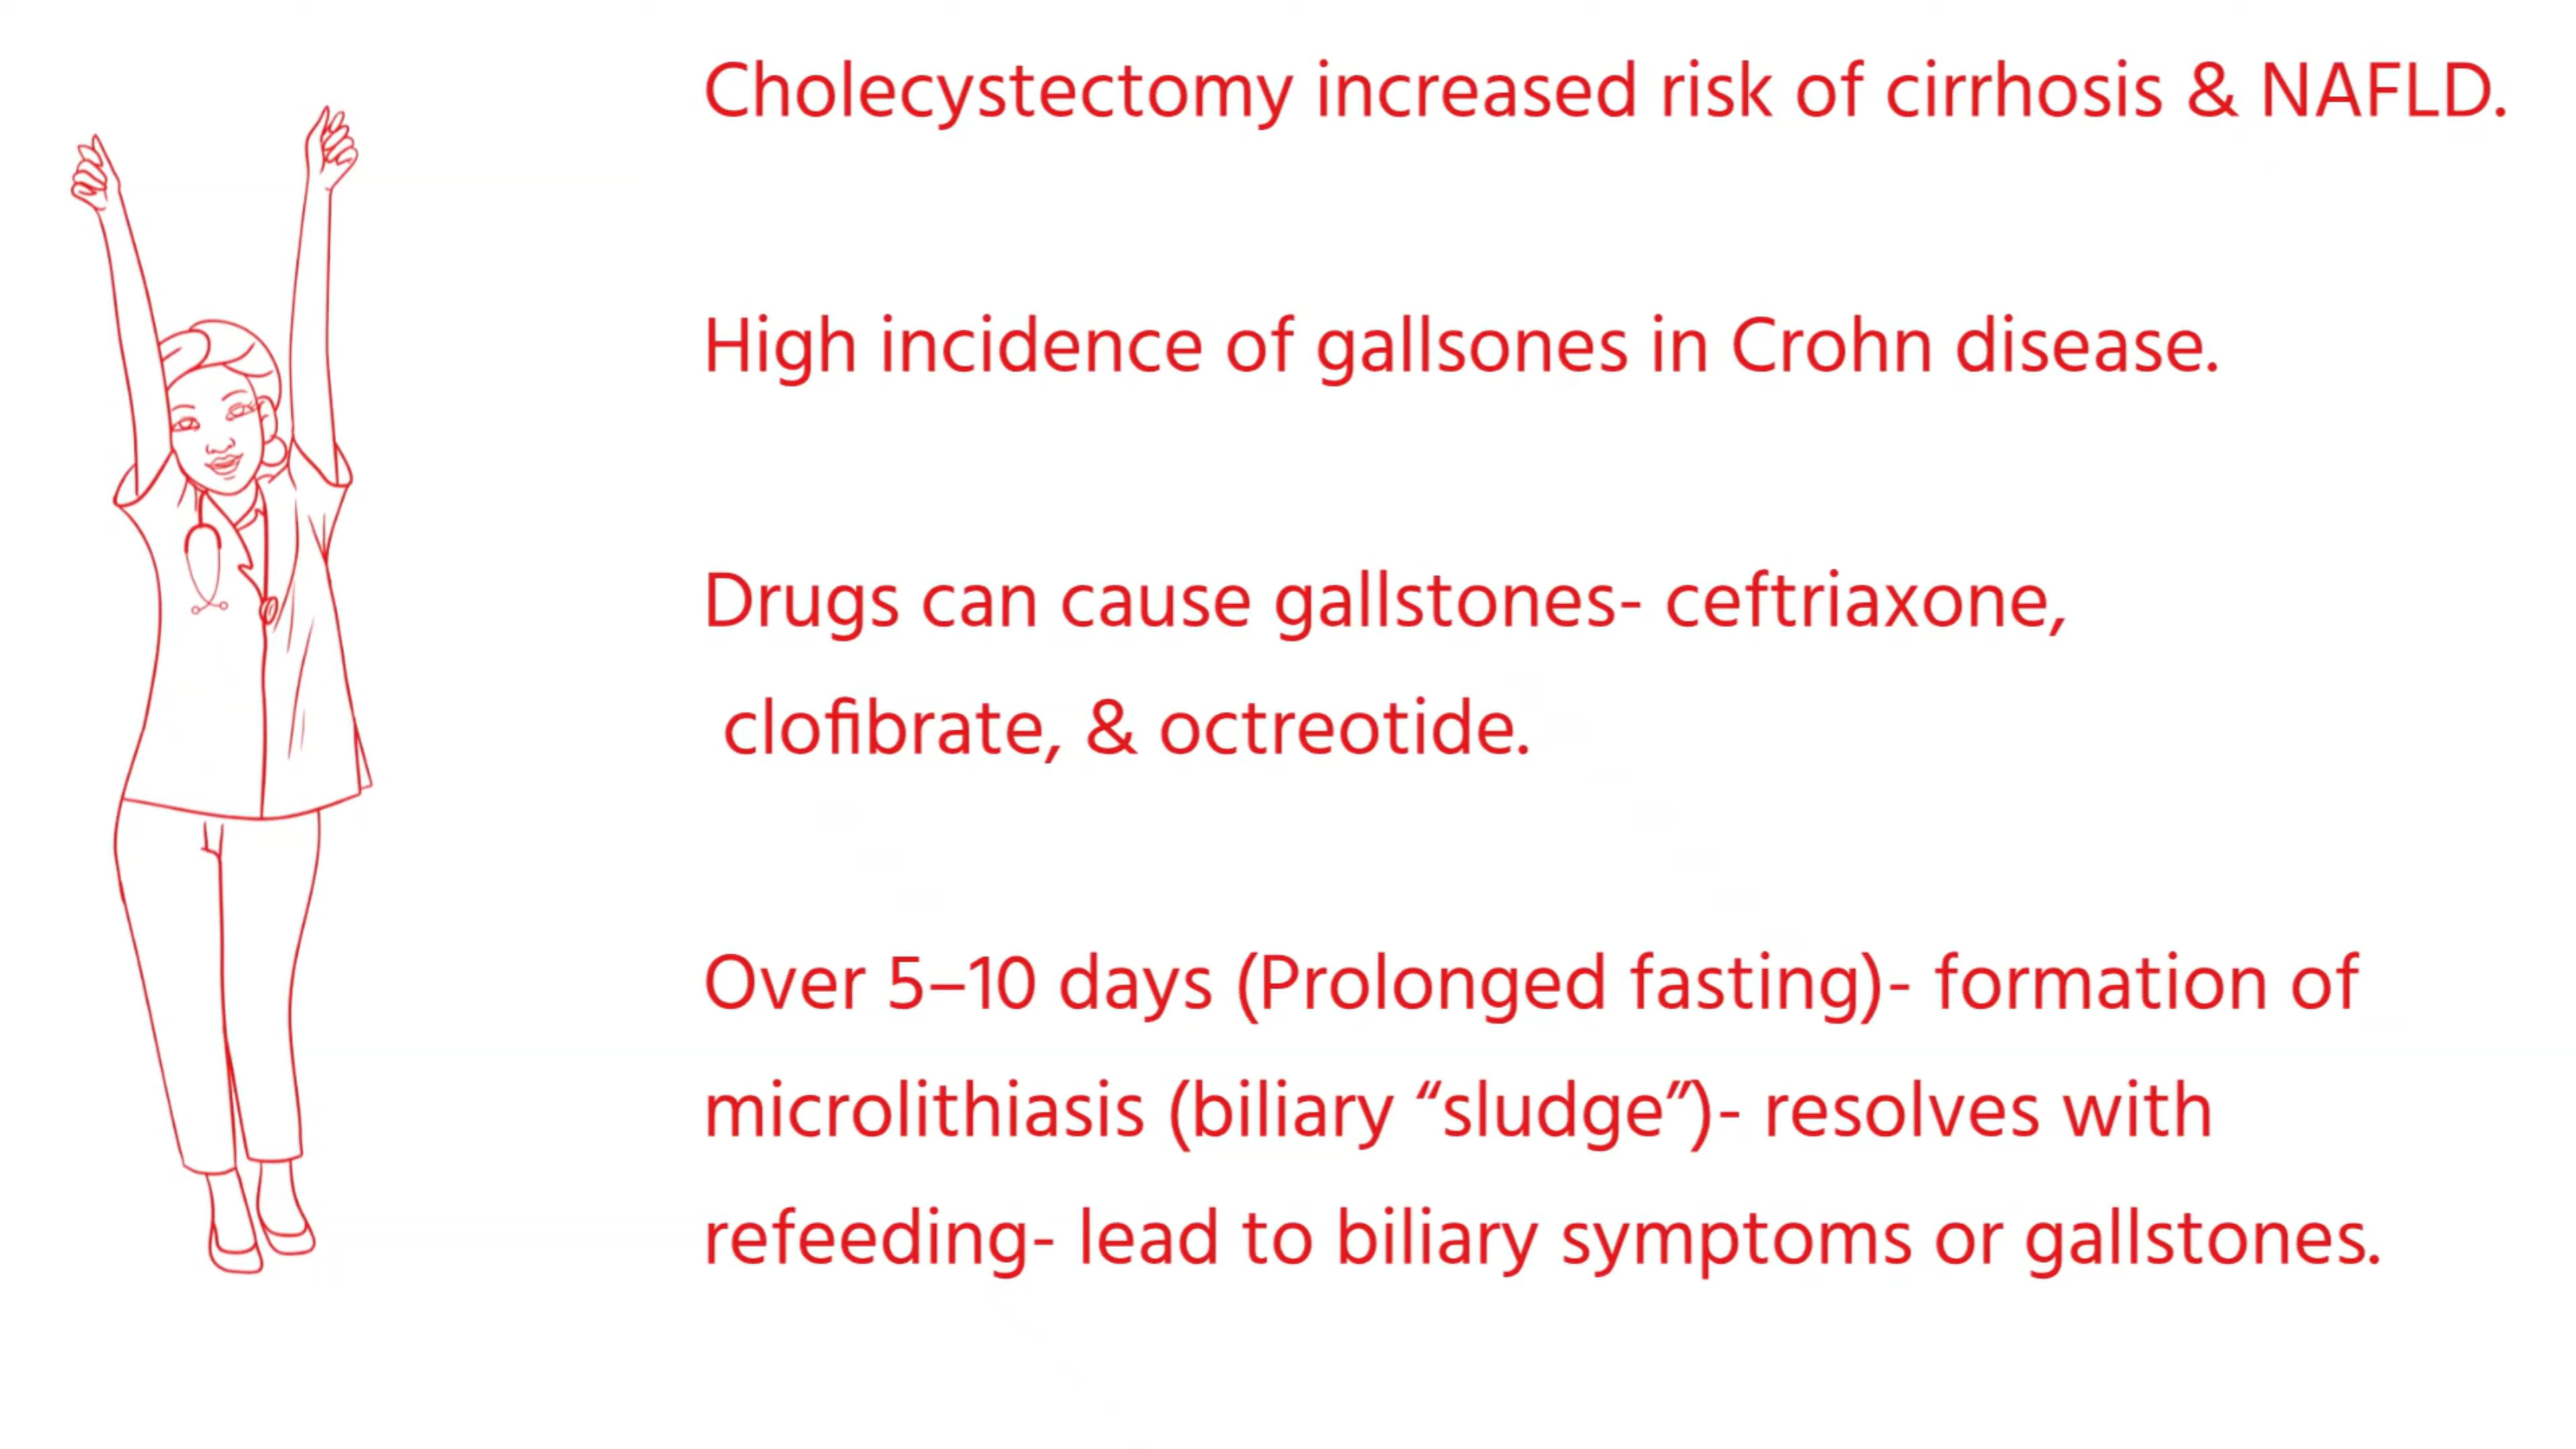 Cholecystectomy increased risk of cirrhosis & NAFLD.
High incidence of gallsones in Crohn disease.
Drugs can cause gallstones- ceftriaxone,
clofibrate, & octreotide.
Over 5–10 days (Prolonged fasting)- formation of
microlithiasis (biliary “sludge”)- resolves with
refeeding- lead to biliary symptoms or gallstones.